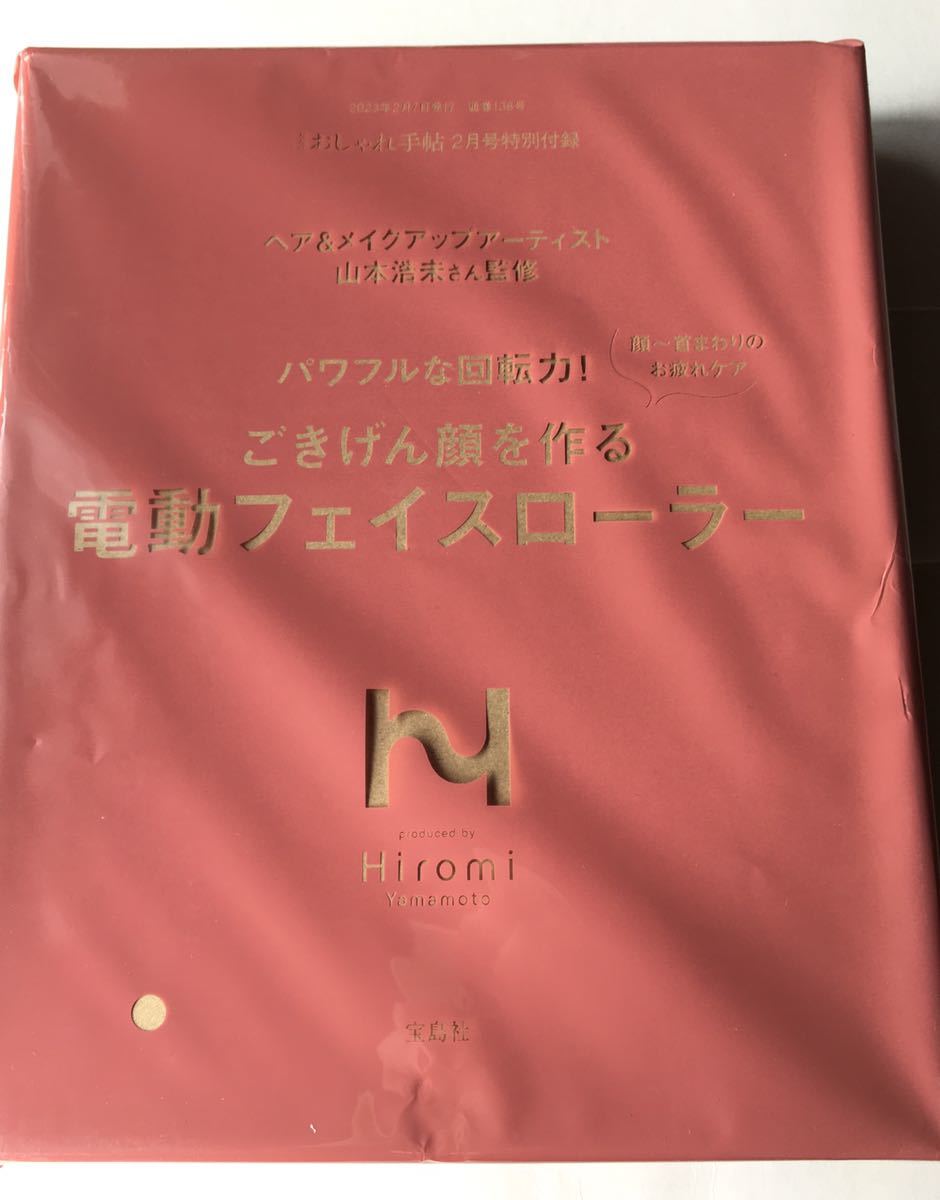 2023年2月7日発行 通巻138号
おしゃれ手帖 2月号特別付録
ヘア&メイクアップアーティスト
山本浩未さん監修
パワフルな回転力!
顔〜首まわりの
お疲れケア
ごきげん顔を作る
電動フェイスローラー
produced by
Hiromi
Yamamoto
宝島社